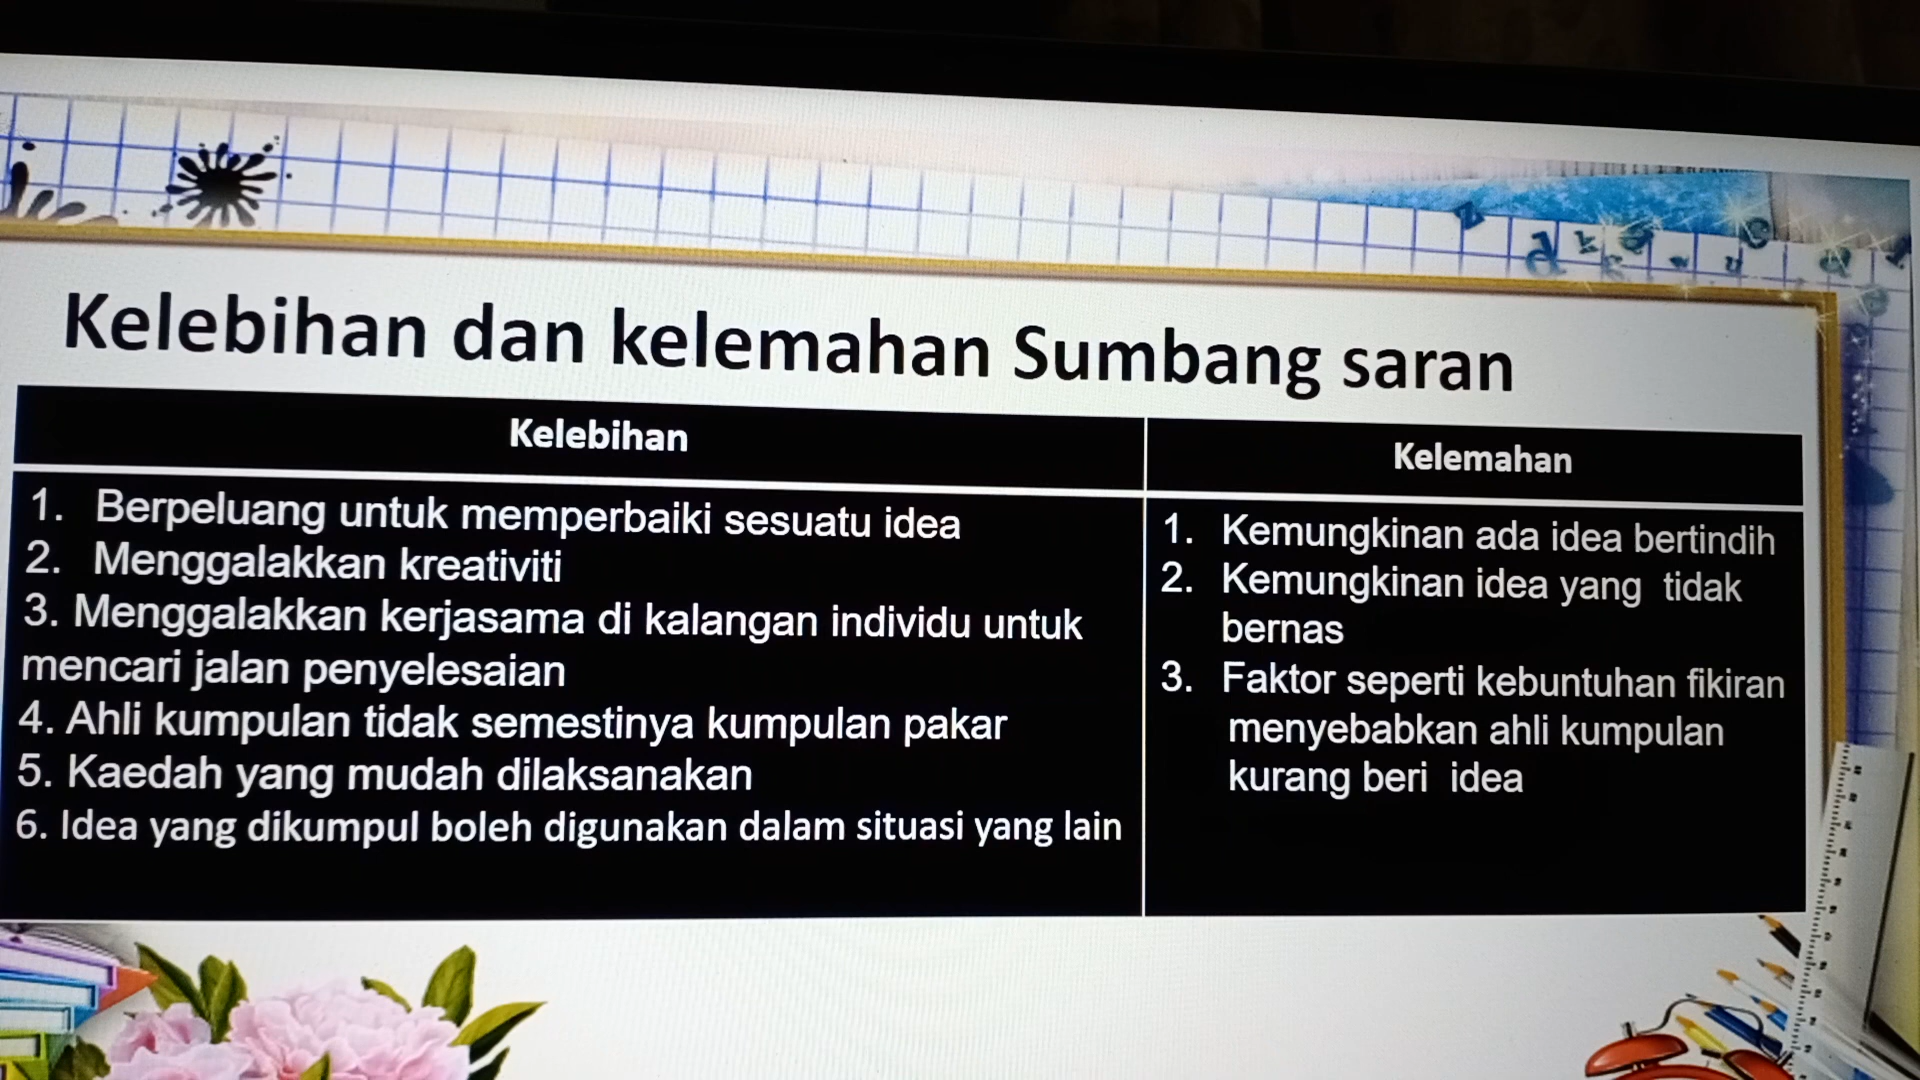 Kelebihan dan kelemahan Sumbang saran
Kelebihan
1. Berpeluang untuk memperbaiki sesuatu idea
2. Menggalakkan kreativiti
3. Menggalakkan kerjasama di kalangan individu untuk
mencari jalan penyelesaian
4. Ahli kumpulan tidak semestinya kumpulan pakar
5. Kaedah yang mudah dilaksanakan
6. Idea yang dikumpul boleh digunakan dalam situasi yang lain
Kelemahan
1. Kemungkinan ada idea bertindih
2. Kemungkinan idea yang tidak
bernas
3. Faktor seperti kebuntuhan fikiran
menyebabkan ahli kumpulan
kurang beri idea